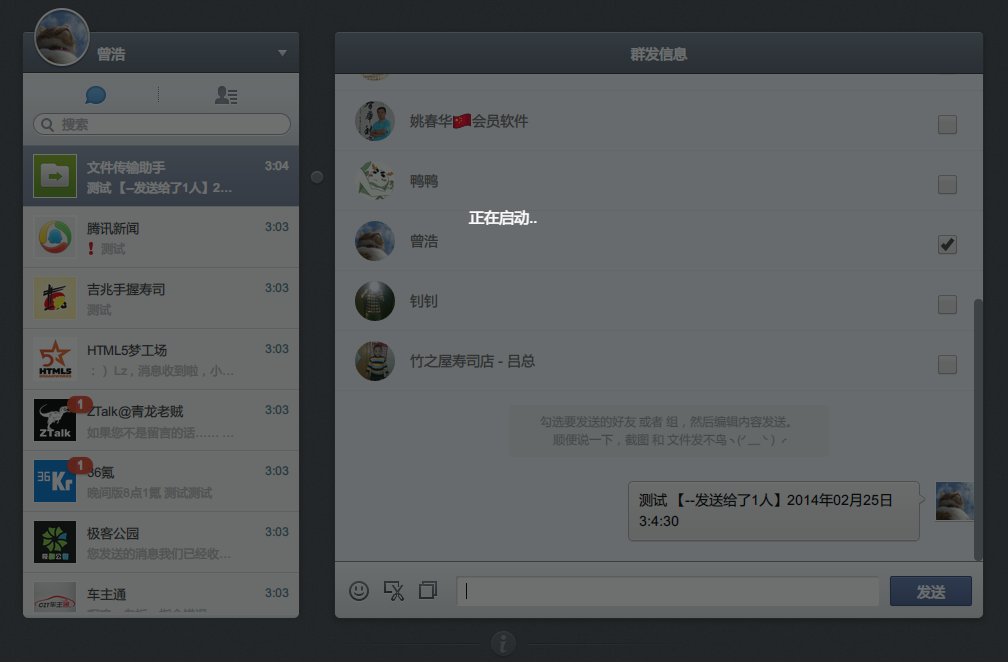 曾浩
搜索
文件传输助手 3:04
测试 【--发送给了1人】2…
腾讯新闻 3:03
测试
吉兆手握寿司 3:03
测试
HTML5梦工场 3:03
：）Lz，消息收到啦，小…
HTML5
1
ZTalk@青龙老贼 3:03
如果您不是留言的话…… …
ZTalk
1
36氪 3:03
晚间版8点1氪 测试测试
36Kr
极客公园 3:03
您发送的消息我们已经收…
极客公园
车主通 3:03
群发信息
姚春华🇨🇳会员软件
鸭鸭
正在启动..
曾浩
钊钊
竹之屋寿司店 - 吕总
勾选要发送的好友 或者 组，然后编辑内容发送。
顺便说一下，截图 和 文件发不鸟
测试 【--发送给了1人】2014年02月25日
3:4:30
发送